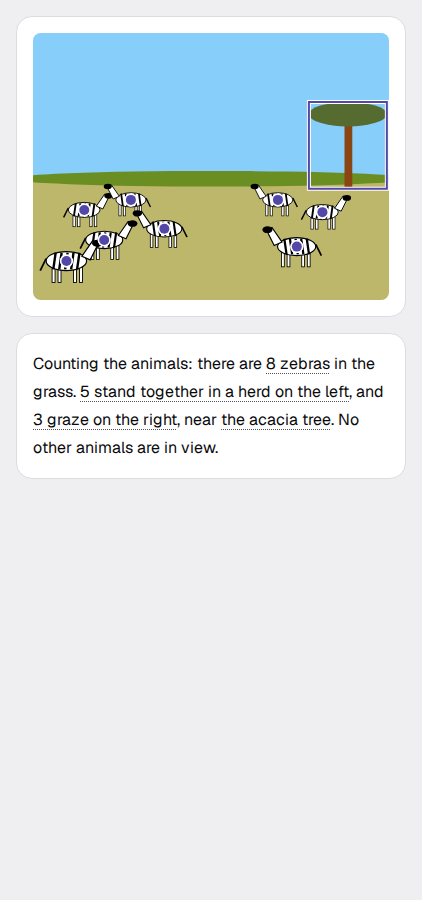 Counting the animals: there are 8 zebras in the
grass. 5 stand together in a herd on the left, and
3 graze on the right, near the acacia tree. No
other animals are in view.